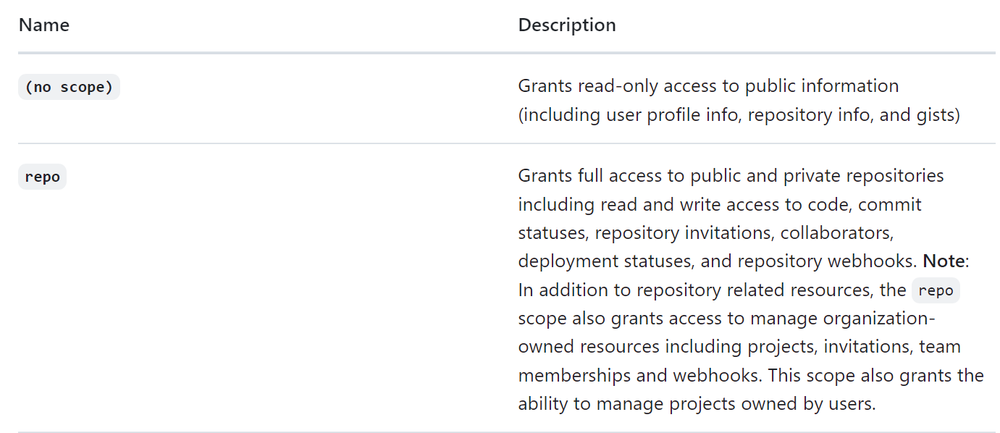 Name Description
(no scope) Grants read-only access to public information
(including user profile info, repository info, and gists)
repo Grants full access to public and private repositories
including read and write access to code, commit
statuses, repository invitations, collaborators,
deployment statuses, and repository webhooks. Note:
In addition to repository related resources, the repo
scope also grants access to manage organization-
owned resources including projects, invitations, team
memberships and webhooks. This scope also grants the
ability to manage projects owned by users.